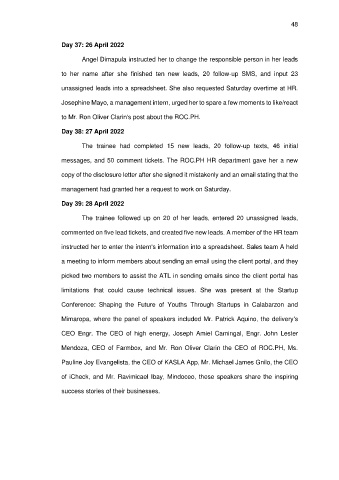 48
Day 37: 26 April 2022
Angel Dimapula instructed her to change the responsible person in her leads
to her name after she finished ten new leads, 20 follow-up SMS, and input 23
unassigned leads into a spreadsheet. She also requested Saturday overtime at HR.
Josephine Mayo, a management intern, urged her to spare a few moments to like/react
to Mr. Ron Oliver Clarin's post about the ROC.PH.
Day 38: 27 April 2022
The trainee had completed 15 new leads, 20 follow-up texts, 46 initial
messages, and 50 comment tickets. The ROC.PH HR department gave her a new
copy of the disclosure letter after she signed it mistakenly and an email stating that the
management had granted her a request to work on Saturday.
Day 39: 28 April 2022
The trainee followed up on 20 of her leads, entered 20 unassigned leads,
commented on five lead tickets, and created five new leads. A member of the HR team
instructed her to enter the intern's information into a spreadsheet. Sales team A held
a meeting to inform members about sending an email using the client portal, and they
picked two members to assist the ATL in sending emails since the client portal has
limitations that could cause technical issues. She was present at the Startup
Conference: Shaping the Future of Youths Through Startups in Calabarzon and
Mimaropa, where the panel of speakers included Mr. Patrick Aquino, the delivery's
CEO Engr. The CEO of high energy, Joseph Amiel Camingal, Engr. John Lester
Mendoza, CEO of Farmbox, and Mr. Ron Oliver Clarin the CEO of ROC.PH, Ms.
Pauline Joy Evangelista, the CEO of KASLA App, Mr. Michael James Grilo, the CEO
of iCheck, and Mr. Ravimicael Ibay, Mindocoo, these speakers share the inspiring
success stories of their businesses.